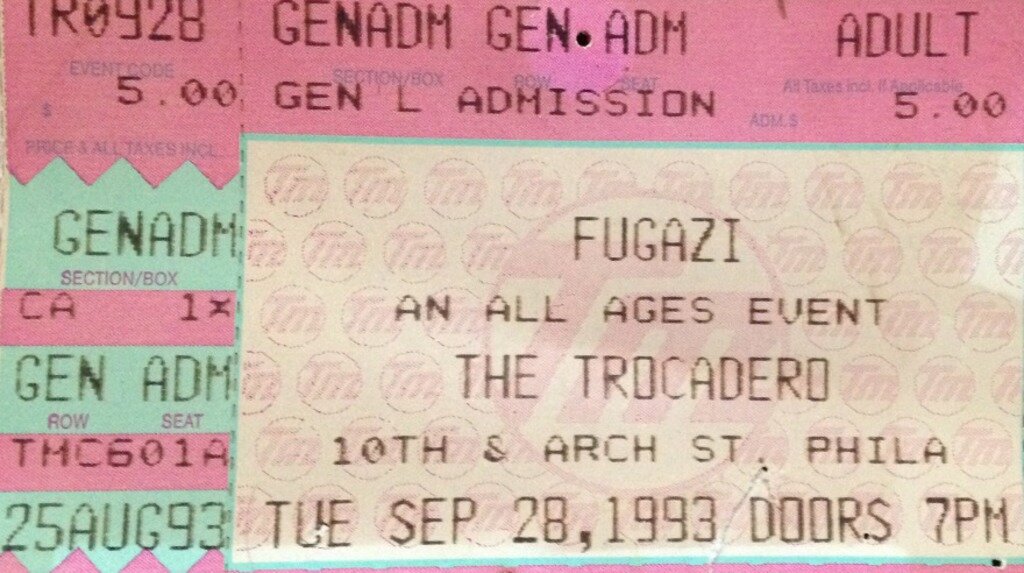 TR0928 GENADM GEN.ADM ADULT
EVENT CODE SECTION/BOX ROW SEAT All Taxes incl. If Applicable
5.00 GEN L ADMISSION 5.00
$ ADM.$
PRICE & ALL TAXES INCL.
GENADM
SECTION/BOX
CA 1x
GEN ADM
ROW SEAT
TMC601A
25AUG93
FUGAZI
AN ALL AGES EVENT
THE TROCADERO
10TH & ARCH ST. PHILA
TUE SEP 28,1993 DOORS 7PM